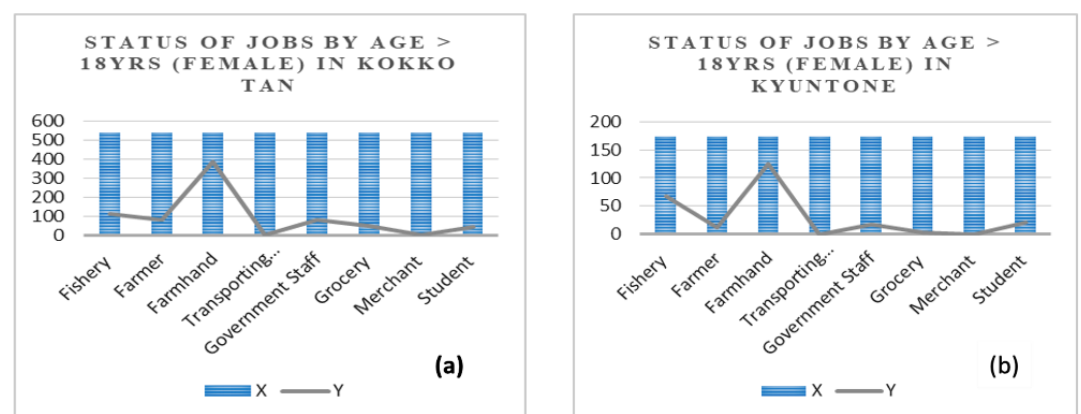 STATUS OF JOBS BY AGE >
18YRS (FEMALE) IN KOKKO
TAN
600
500
400
300
200
100
0
Fishery
Farmer
Farmhand
Transporting...
Government Staff
Grocery
Merchant
Student
(a)
X
Y
STATUS OF JOBS BY AGE >
18YRS (FEMALE) IN
KYUNTONE
200
150
100
50
0
Fishery
Farmer
Farmhand
Transporting...
Government Staff
Grocery
Merchant
Student
(b)
X
Y